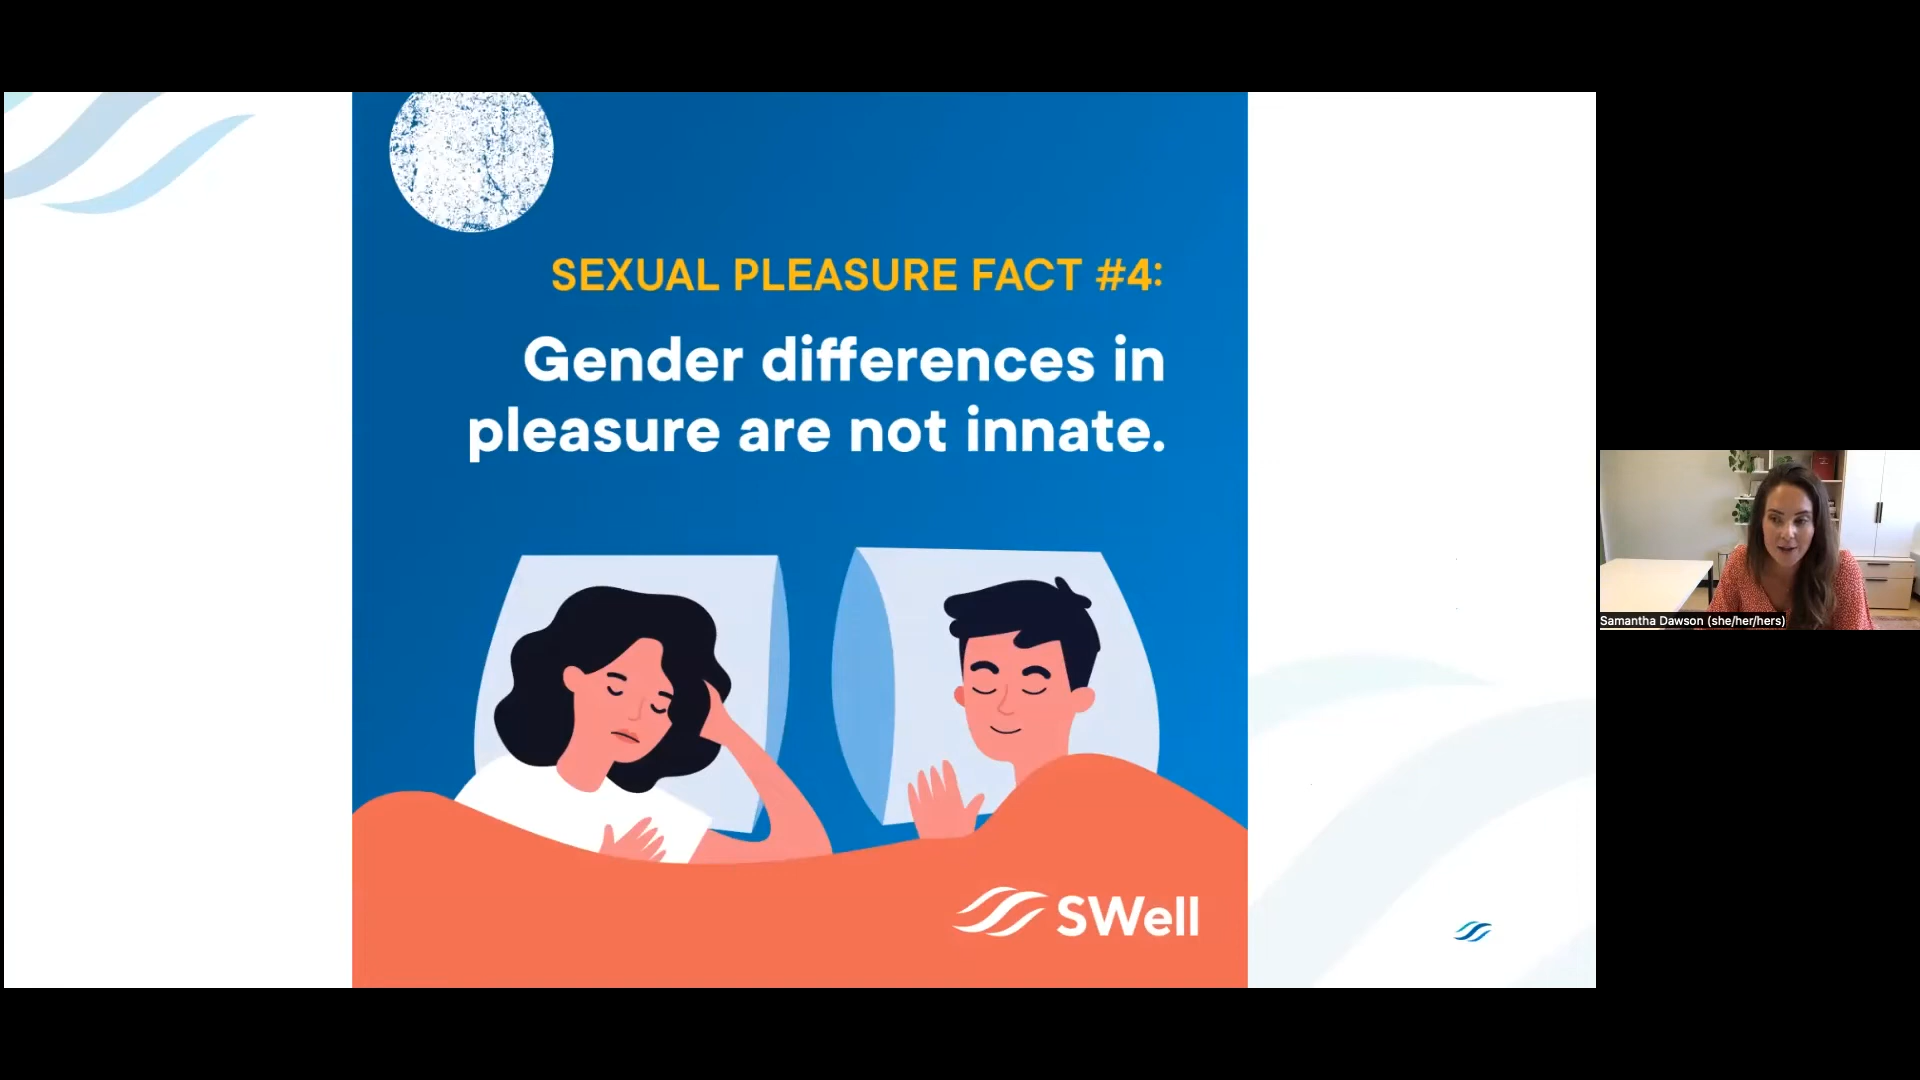 SEXUAL PLEASURE FACT #4:
Gender differences in
pleasure are not innate.
SWell
Samantha Dawson (she/her/hers)